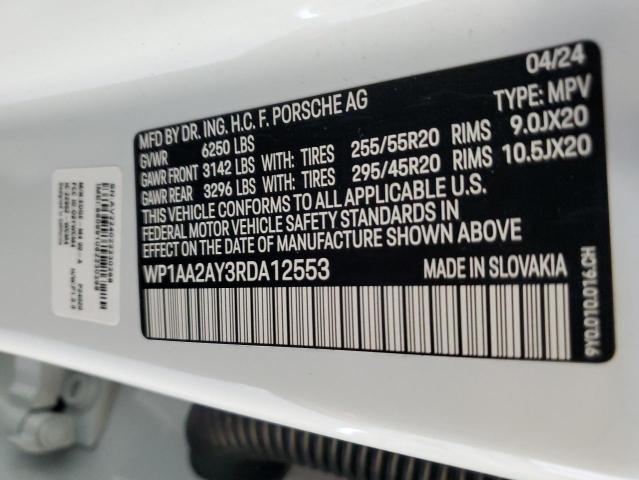 04/24
MFD BY DR. ING. H.C. F. PORSCHE AG TYPE: MPV
GVWR 6250 LBS
GAWR FRONT 3142 LBS WITH: TIRES 255/55R20 RIMS 9.0JX20
GAWR REAR 3296 LBS WITH: TIRES 295/45R20 RIMS 10.5JX20
THIS VEHICLE CONFORMS TO ALL APPLICABLE U.S.
FEDERAL MOTOR VEHICLE SAFETY STANDARDS IN
EFFECT ON THE DATE OF MANUFACTURE SHOWN ABOVE.
WP1AA2AY3RDA12553 MADE IN SLOVAKIA
9Y0.010.016.CH